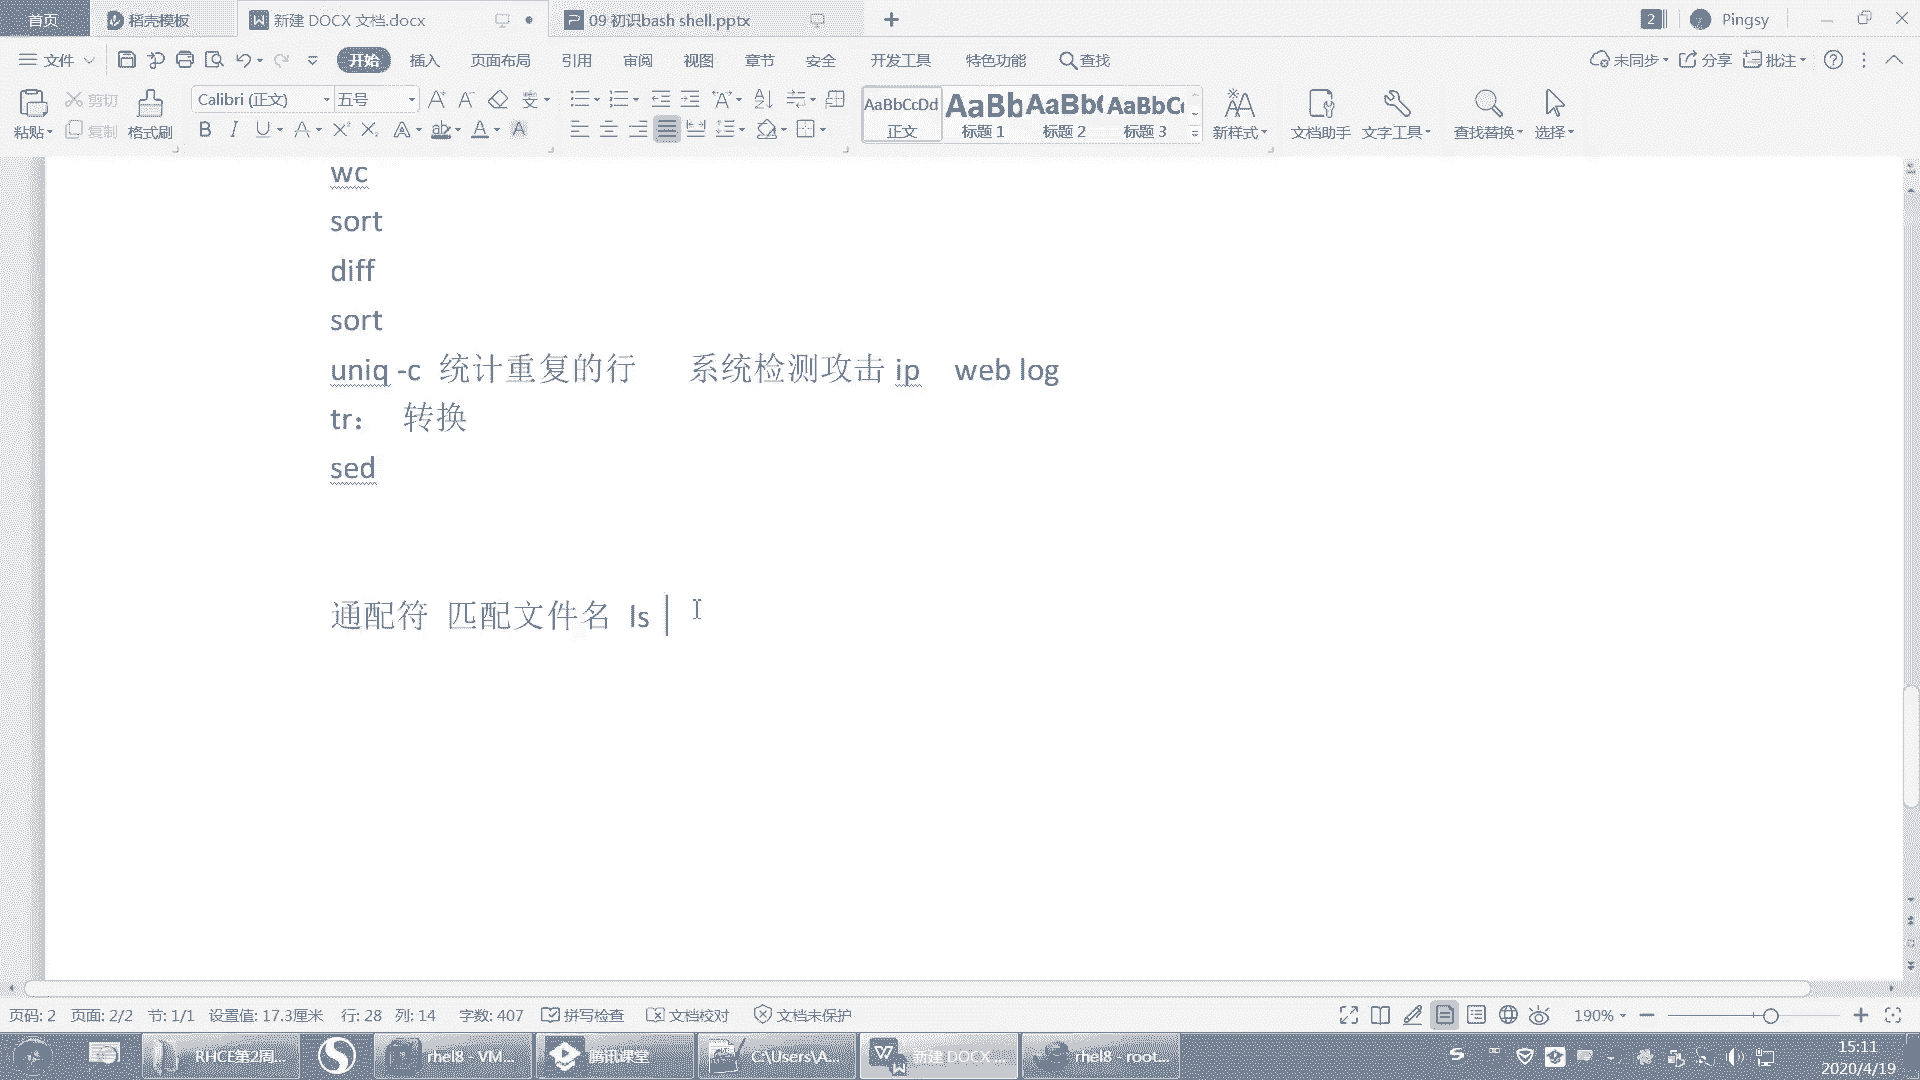 首页 稻壳模板 新建 DOCX 文档.docx 09 初识bash shell.pptx 2 Pingsy
文件 开始 插入 页面布局 引用 审阅 视图 章节 安全 开发工具 特色功能 查找 未同步 分享 批注
粘贴 剪切 复制 格式刷 Calibri (正文) 五号 AaBbCcDd 正文 AaBb 标题 1 AaBb( 标题 2 AaBbC 标题 3 新样式 文档助手 文字工具 查找替换 选择
wc
sort
diff
sort
uniq -c 统计重复的行 系统检测攻击 ip web log
tr： 转换
sed
通配符 匹配文件名 ls
页码: 2 页面: 2/2 节: 1/1 设置值: 17.3厘米 行: 28 列: 14 字数: 407 拼写检查 文档校对 文档未保护 190%
RHCE第2周... rhel8 - VM... 腾讯课堂 C:\Users\A... 新建 DOCX ... rhel8 - root... 15:11
2020/4/19